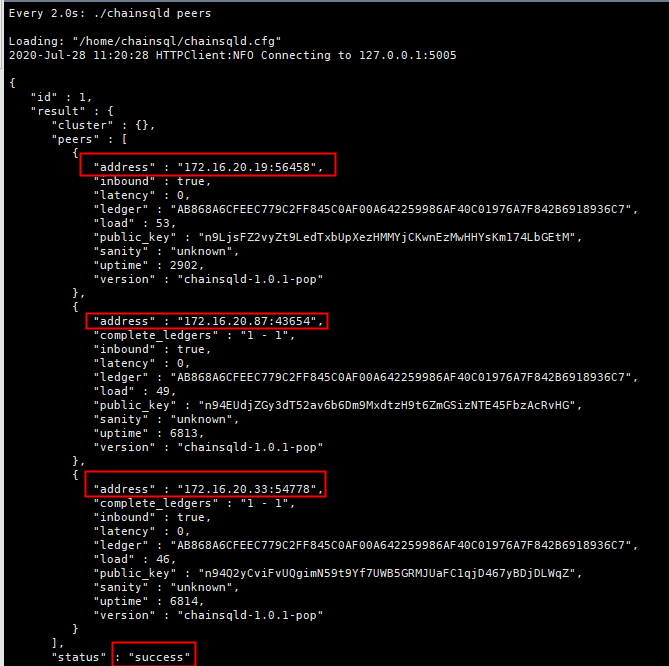 Every 2.0s: ./chainsqld peers
Loading: "/home/chainsql/chainsqld.cfg"
2020-Jul-28 11:20:28 HTTPClient:NFO Connecting to 127.0.0.1:5005
{
"id" : 1,
"result" : {
"cluster" : {},
"peers" : [
{
"address" : "172.16.20.19:56458",
"inbound" : true,
"latency" : 0,
"ledger" : "AB868A6CFEEC779C2FF845C0AF00A642259986AF40C01976A7F842B6918936C7",
"load" : 53,
"public_key" : "n9LjsFZ2vyZt9LedTxbUpXezHMMYjCKwnEzMwHHYsKm174LbGEtM",
"sanity" : "unknown",
"uptime" : 2902,
"version" : "chainsqld-1.0.1-pop"
},
{
"address" : "172.16.20.87:43654",
"complete_ledgers" : "1 - 1",
"inbound" : true,
"latency" : 0,
"ledger" : "AB868A6CFEEC779C2FF845C0AF00A642259986AF40C01976A7F842B6918936C7",
"load" : 49,
"public_key" : "n94EUdjZGy3dT52av6b6Dm9MxdtzH9t6ZmGSizNTE45FbzAcRvHG",
"sanity" : "unknown",
"uptime" : 6813,
"version" : "chainsqld-1.0.1-pop"
},
{
"address" : "172.16.20.33:54778",
"complete_ledgers" : "1 - 1",
"inbound" : true,
"latency" : 0,
"ledger" : "AB868A6CFEEC779C2FF845C0AF00A642259986AF40C01976A7F842B6918936C7",
"load" : 46,
"public_key" : "n94Q2yCviFvUQgimN59t9Yf7UWB5GRMJUaFC1qjD467yBDjDLWqZ",
"sanity" : "unknown",
"uptime" : 6814,
"version" : "chainsqld-1.0.1-pop"
}
],
"status" : "success"